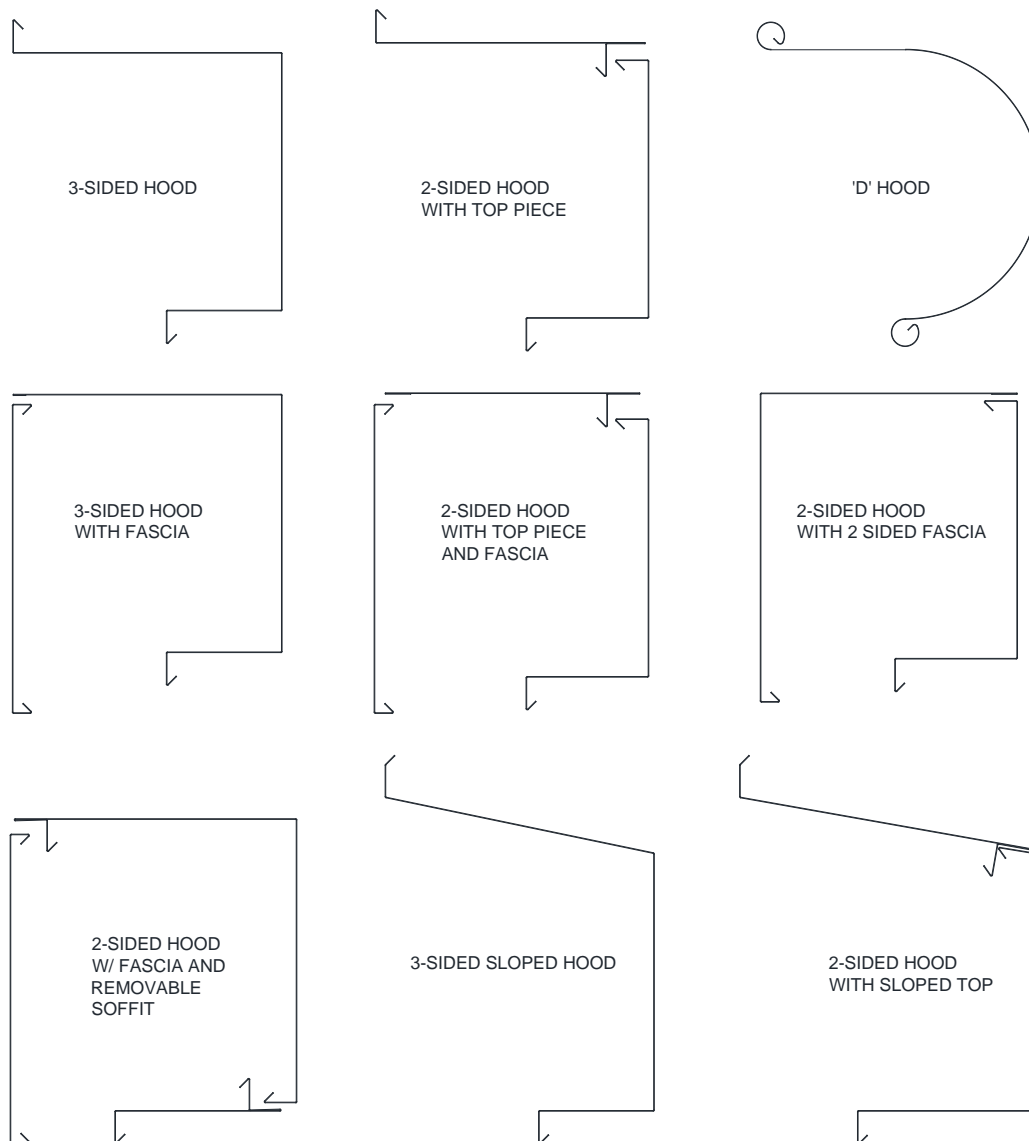 3-SIDED HOOD
2-SIDED HOOD
WITH TOP PIECE
'D' HOOD
3-SIDED HOOD
WITH FASCIA
2-SIDED HOOD
WITH TOP PIECE
AND FASCIA
2-SIDED HOOD
WITH 2 SIDED FASCIA
2-SIDED HOOD
W/ FASCIA AND
REMOVABLE
SOFFIT
3-SIDED SLOPED HOOD
2-SIDED HOOD
WITH SLOPED TOP